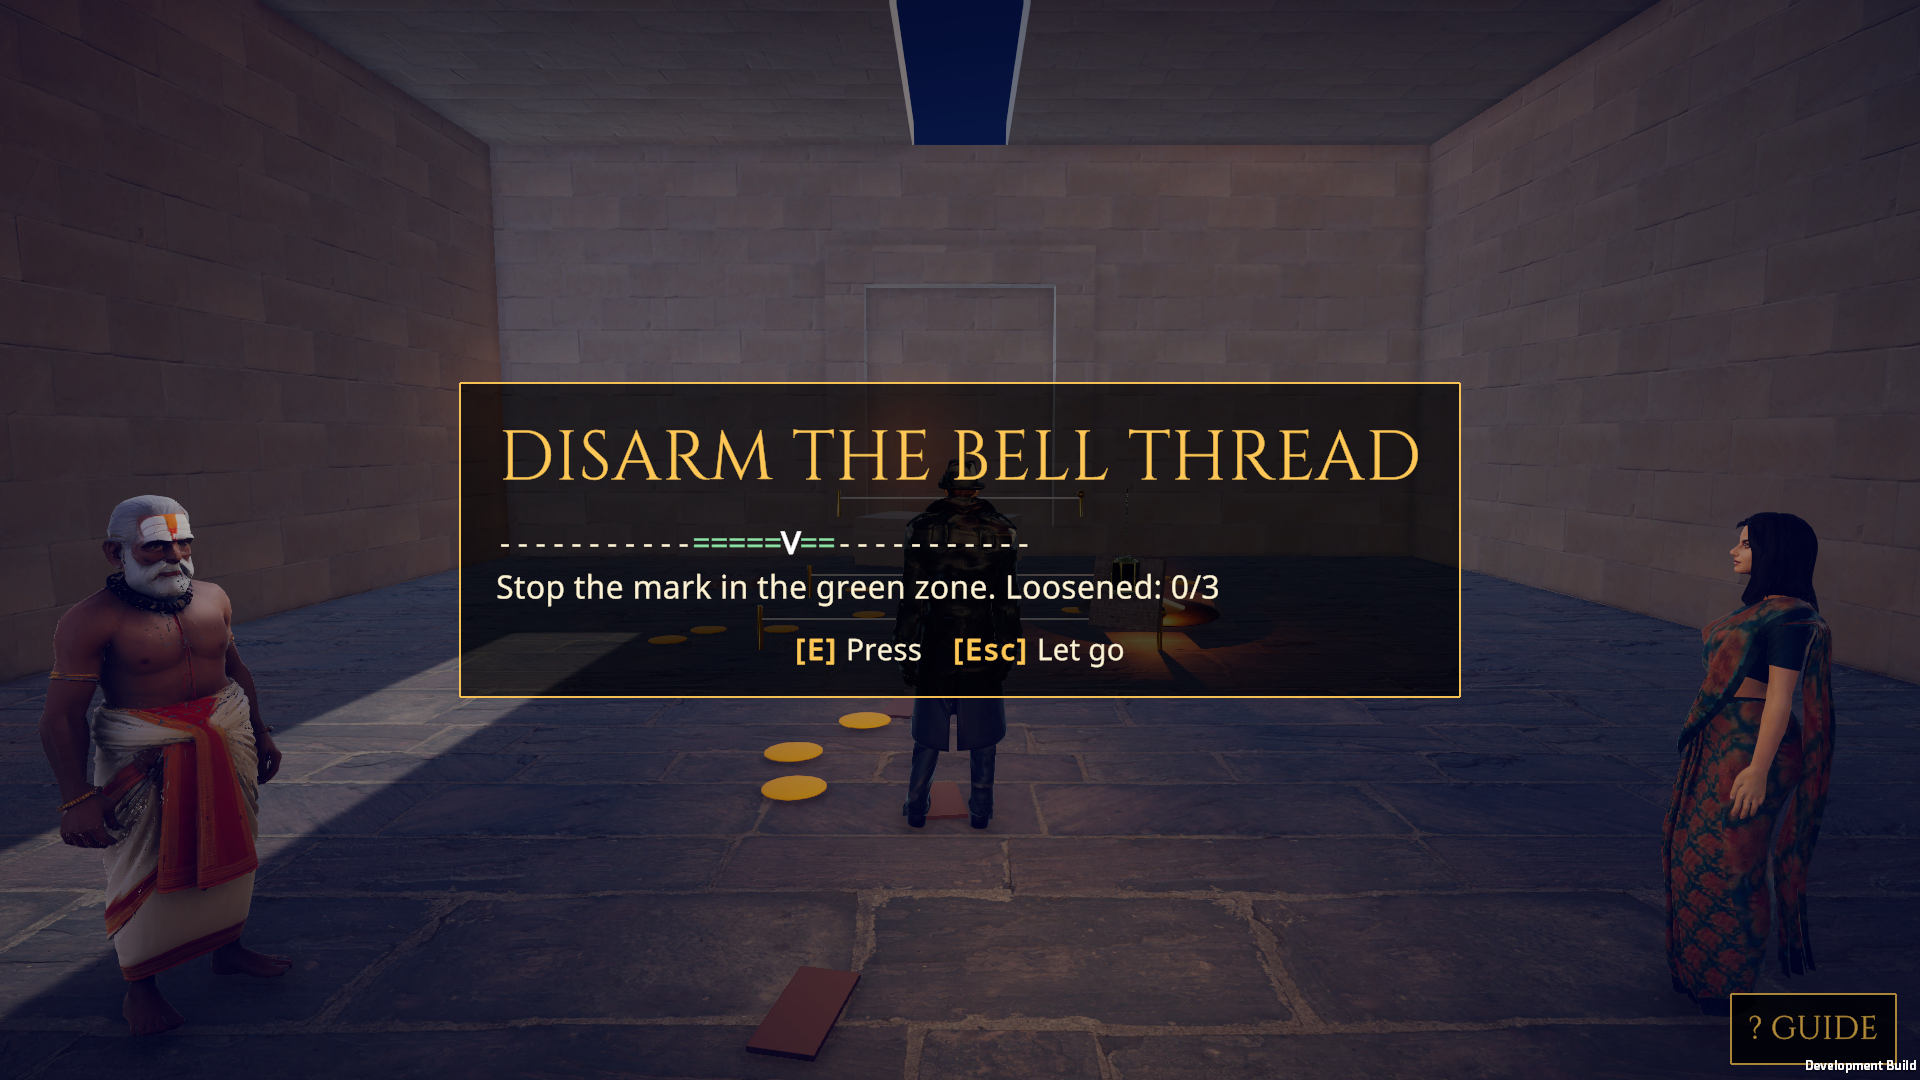 DISARM THE BELL THREAD
-----------=====V==-----------
Stop the mark in the green zone. Loosened: 0/3
[E] Press [Esc] Let go
? GUIDE
Development Build